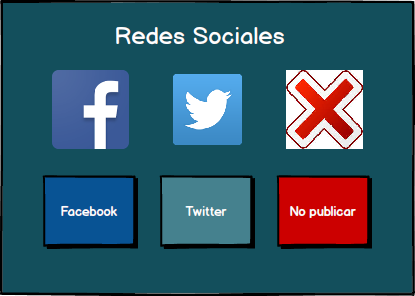 Redes Sociales
Facebook
Twitter
No publicar